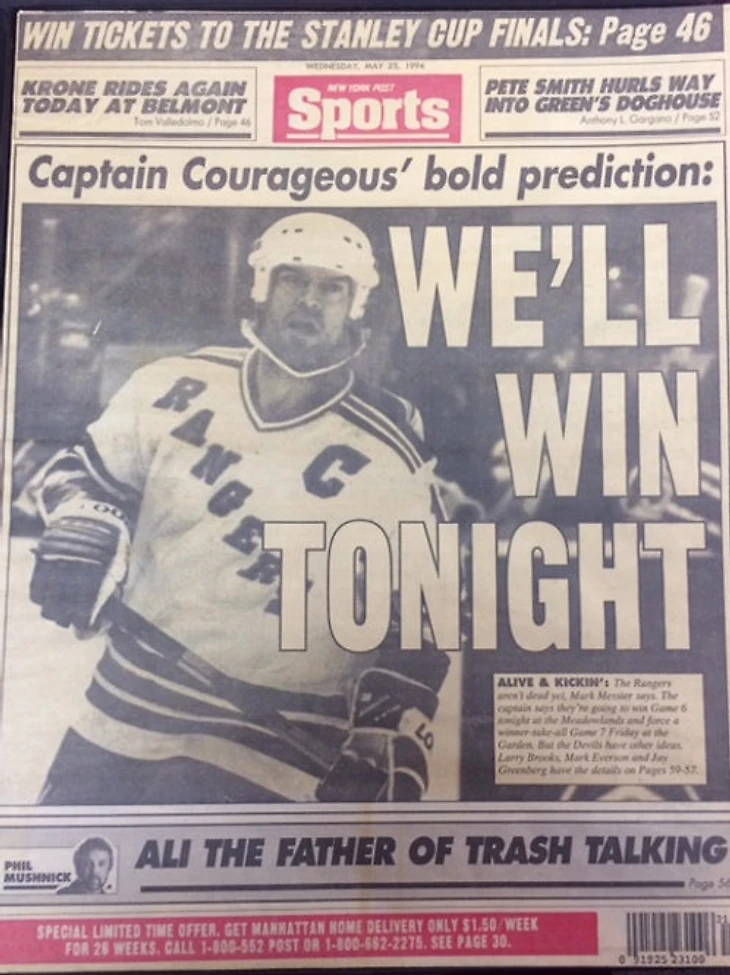 WIN TICKETS TO THE STANLEY CUP FINALS: Page 46
WEDNESDAY, MAY 25, 1994
KRONE RIDES AGAIN
TODAY AT BELMONT
Tom Valledolmo / Page 46
NEW YORK POST
Sports
PETE SMITH HURLS WAY
INTO GREEN'S DOGHOUSE
Anthony L. Gargano / Page 52
Captain Courageous' bold prediction:
WE'LL
WIN
TONIGHT
RANGERS
C
ALIVE & KICKIN': The Rangers
aren't dead yet, Mark Messier says. The
captain says they're going to win Game 6
tonight at the Meadowlands and force a
winner-take-all Game 7 Friday at the
Garden. But the Devils have other ideas.
Larry Brooks, Mark Everson and Jay
Greenberg have the details on Pages 59-57.
PHIL
MUSHNICK
ALI THE FATHER OF TRASH TALKING
Page 56
SPECIAL LIMITED TIME OFFER. GET MANHATTAN HOME DELIVERY ONLY $1.50/WEEK
FOR 26 WEEKS. CALL 1-800-552 POST OR 1-800-662-2275. SEE PAGE 30.
21
0 91925 23100